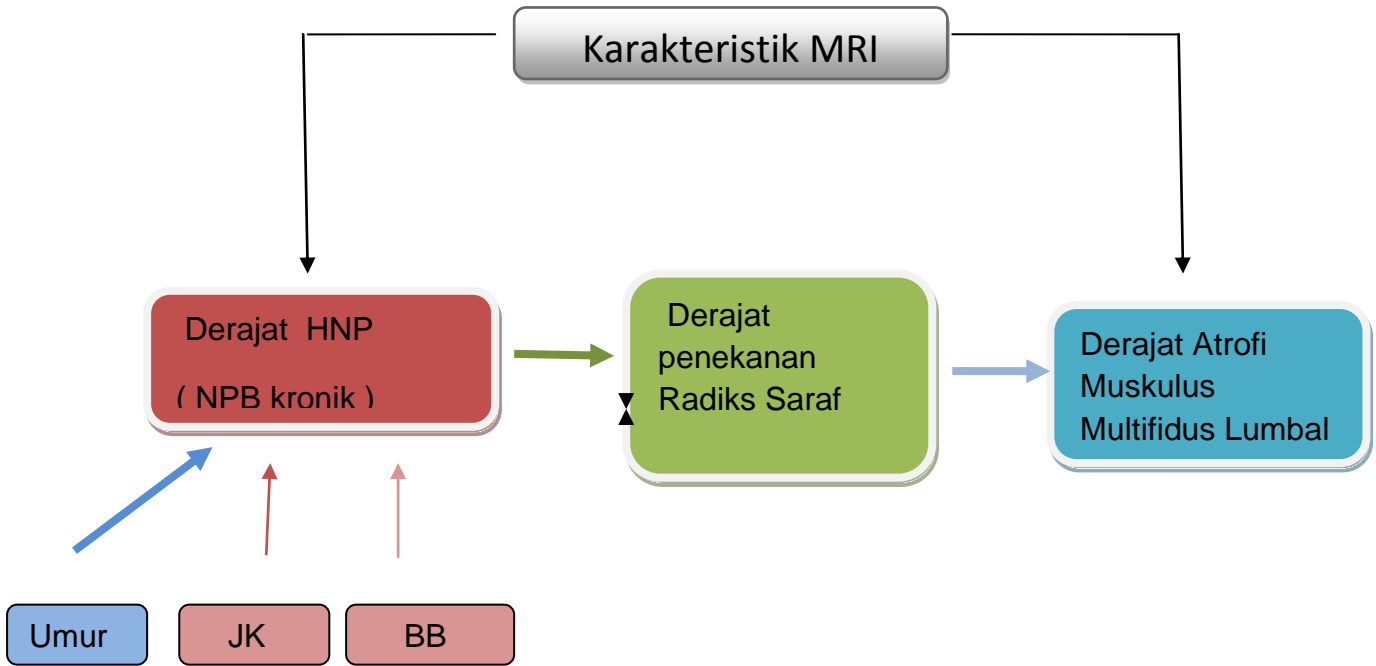 Karakteristik MRI
Derajat HNP
( NPB kronik )
Derajat
penekanan
Radiks Saraf
Derajat Atrofi
Muskulus
Multifidus Lumbal
Umur
JK
BB